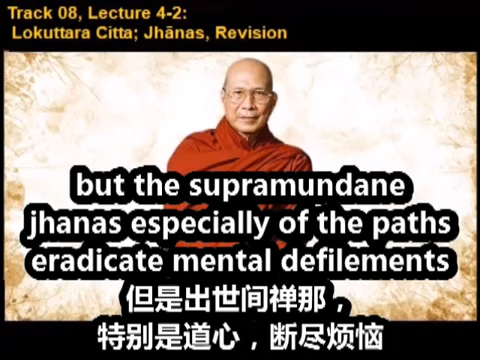 Track 08, Lecture 4-2:
Lokuttara Citta; Jhānas, Revision
but the supramundane
jhanas especially of the paths
eradicate mental defilements
但是出世间禅那，
特别是道心，断尽烦恼